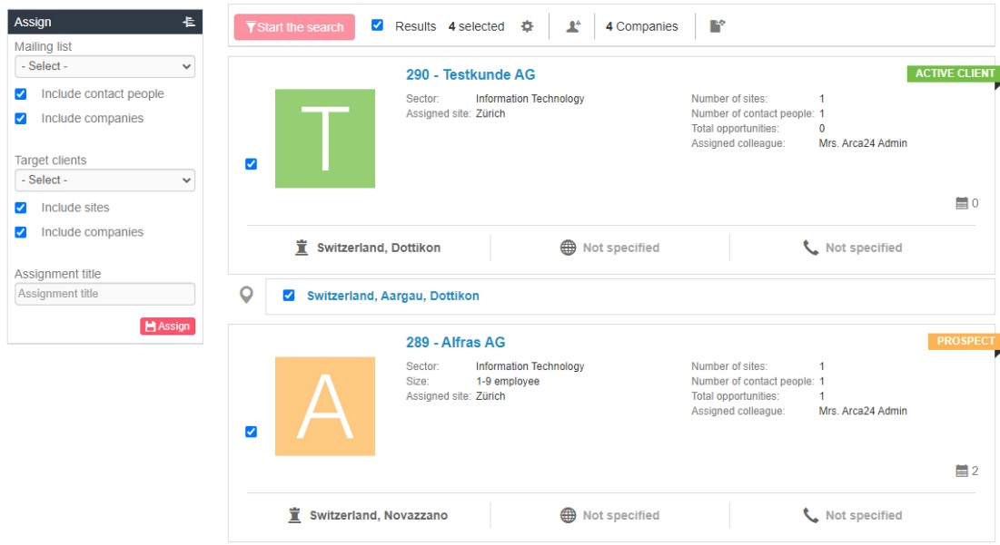 Assign
Mailing list
- Select -
Include contact people
Include companies
Target clients
- Select -
Include sites
Include companies
Assignment title
Assignment title
Assign
Start the search
Results 4 selected
4 Companies
290 - Testkunde AG
ACTIVE CLIENT
T
Sector: Information Technology
Assigned site: Zürich
Number of sites: 1
Number of contact people: 1
Total opportunities: 0
Assigned colleague: Mrs. Arca24 Admin
0
Switzerland, Dottikon
Not specified
Not specified
Switzerland, Aargau, Dottikon
289 - Alfras AG
PROSPECT
A
Sector: Information Technology
Size: 1-9 employee
Assigned site: Zürich
Number of sites: 1
Number of contact people: 1
Total opportunities: 1
Assigned colleague: Mrs. Arca24 Admin
2
Switzerland, Novazzano
Not specified
Not specified